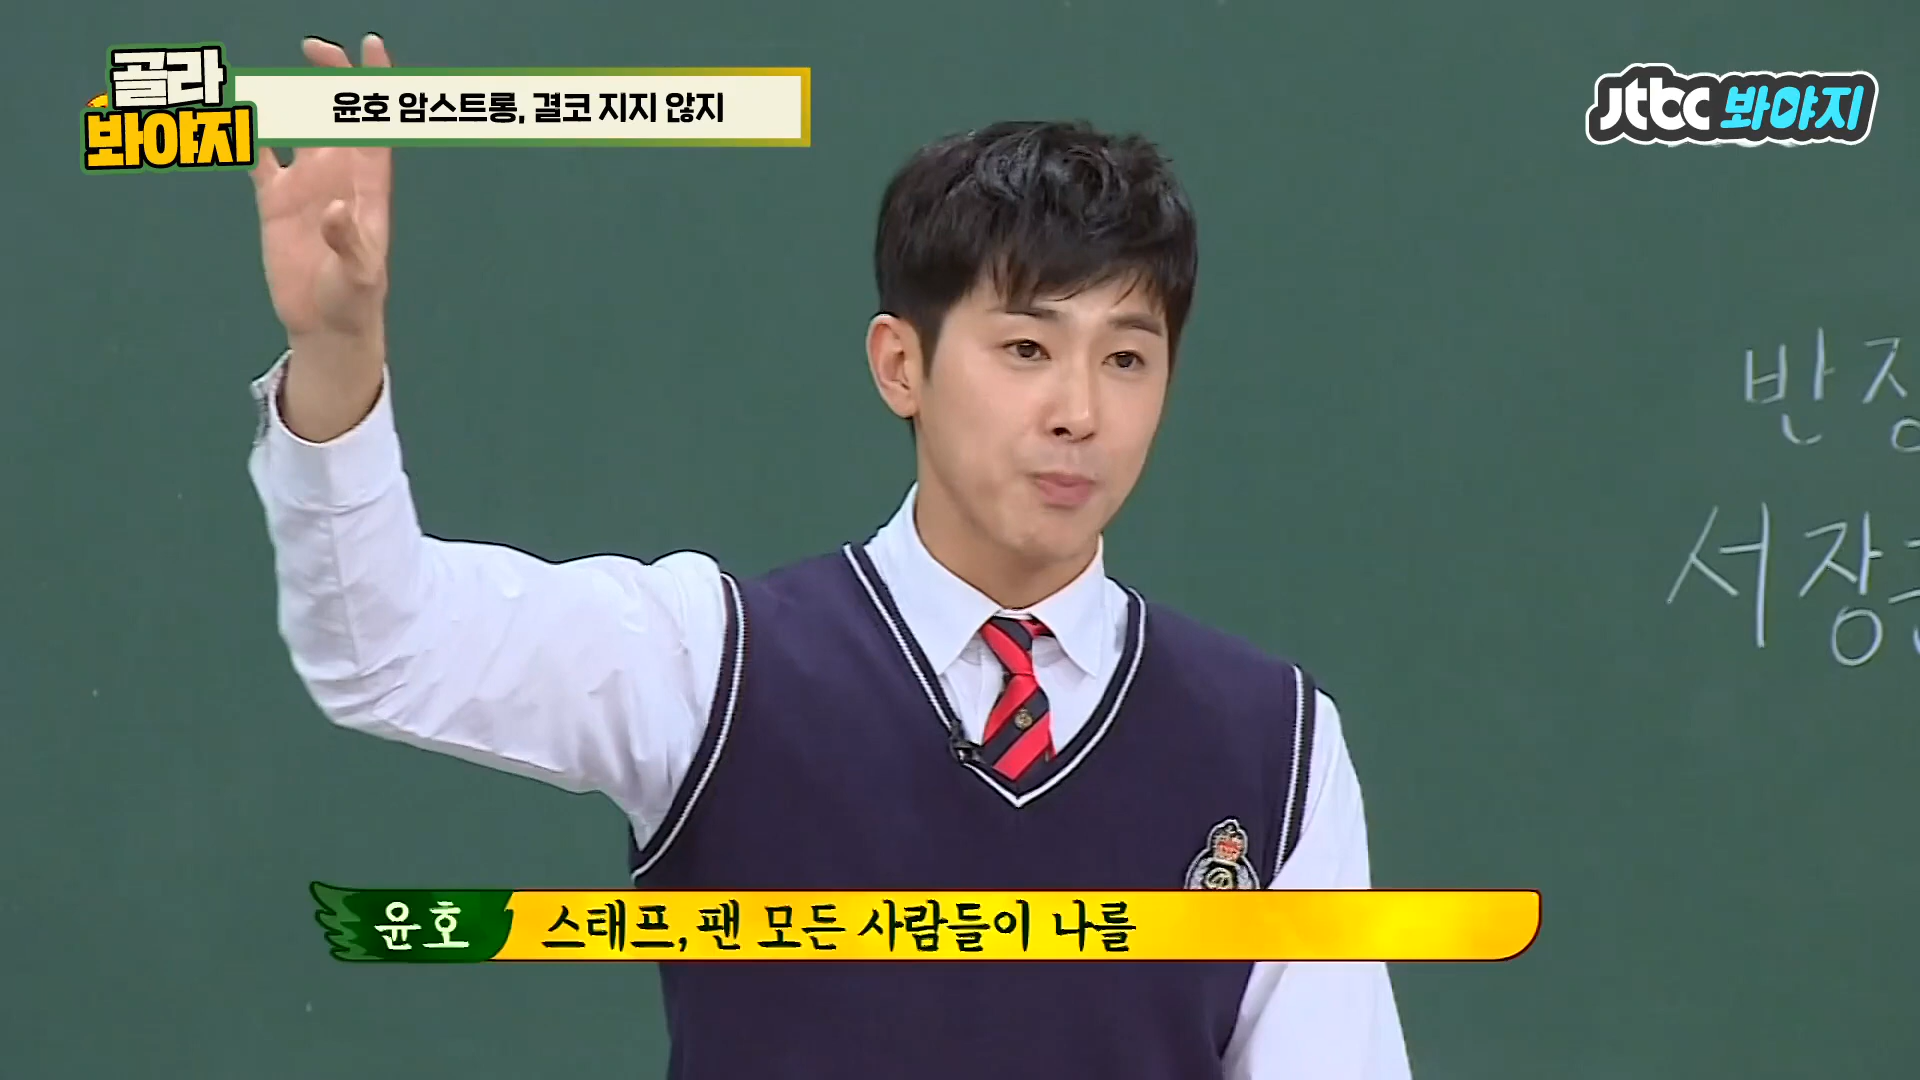 골라
봐야지
윤호 암스트롱, 결코 지지 않지
jtbc 봐야지
반장
서장
윤호
스태프, 팬 모든 사람들이 나를